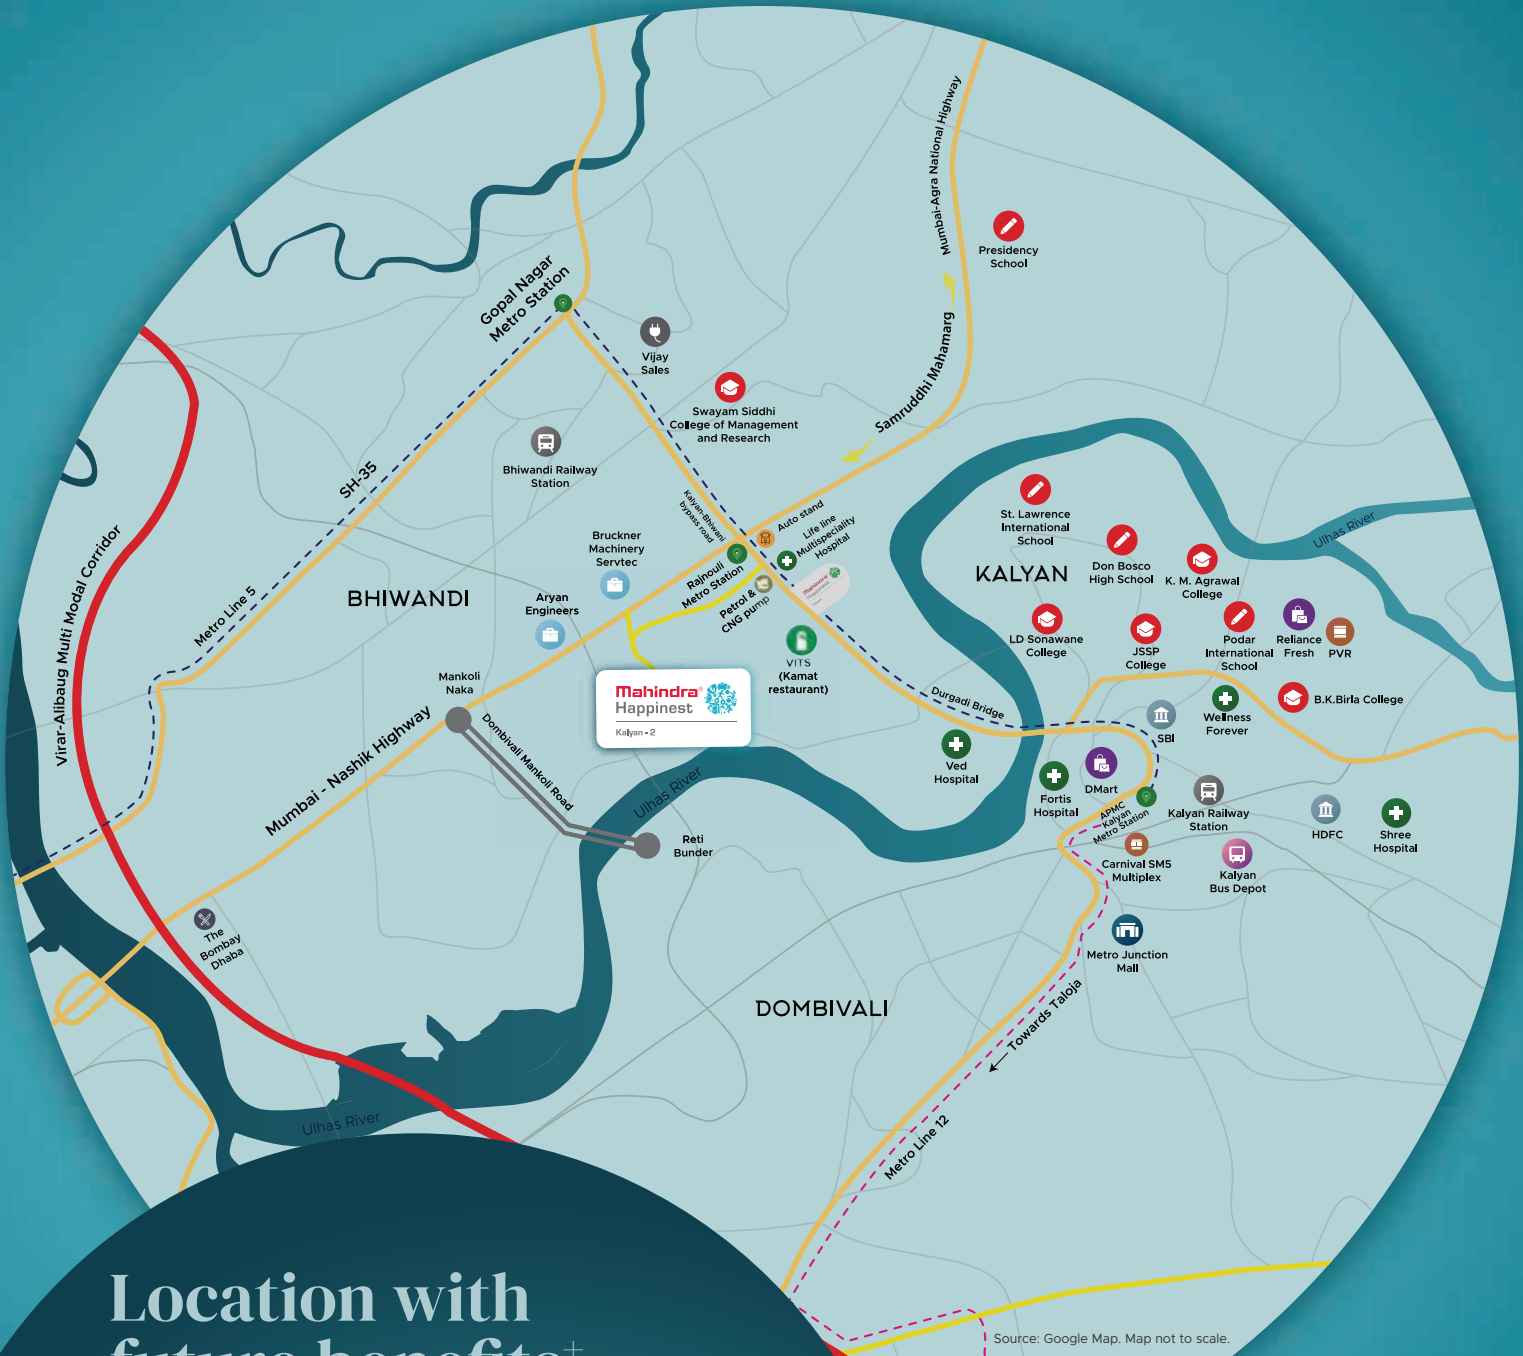 Mumbai-Agra National Highway
Presidency
School
Samruddhi Mahamarg
Gopal Nagar
Metro Station
Vijay
Sales
Swayam Siddhi
College of Management
and Research
Bhiwandi Railway
Station
SH-35
Metro Line 5
Virar-Alibaug Multi Modal Corridor
Kalyan-Bhiwani
bypass road
Auto stand
Life line
Multispeciality
Hospital
Bruckner
Machinery
Servtec
Rajnouli
Metro Station
Petrol &
CNG pump
Mahindra
Happinest
Aryan
Engineers
BHIWANDI
VITS
(Kamat
restaurant)
Mahindra
Happinest
Kalyan - 2
Mankoli
Naka
Mumbai - Nashik Highway
Dombivali Mankoli Road
Ulhas River
Reti
Bunder
The
Bombay
Dhaba
St. Lawrence
International
School
KALYAN
Don Bosco
High School
K. M. Agrawal
College
Ulhas River
LD Sonawane
College
JSSP
College
Podar
International
School
Reliance
Fresh
PVR
Durgadi Bridge
SBI
Wellness
Forever
B.K.Birla College
Ved
Hospital
Fortis
Hospital
DMart
APMC
Kalyan
Metro Station
Kalyan Railway
Station
HDFC
Shree
Hospital
Carnival SM5
Multiplex
Kalyan
Bus Depot
Metro Junction
Mall
DOMBIVALI
Towards Taloja
Metro Line 12
Ulhas River
Location with
future benefits‡
Source: Google Map. Map not to scale.